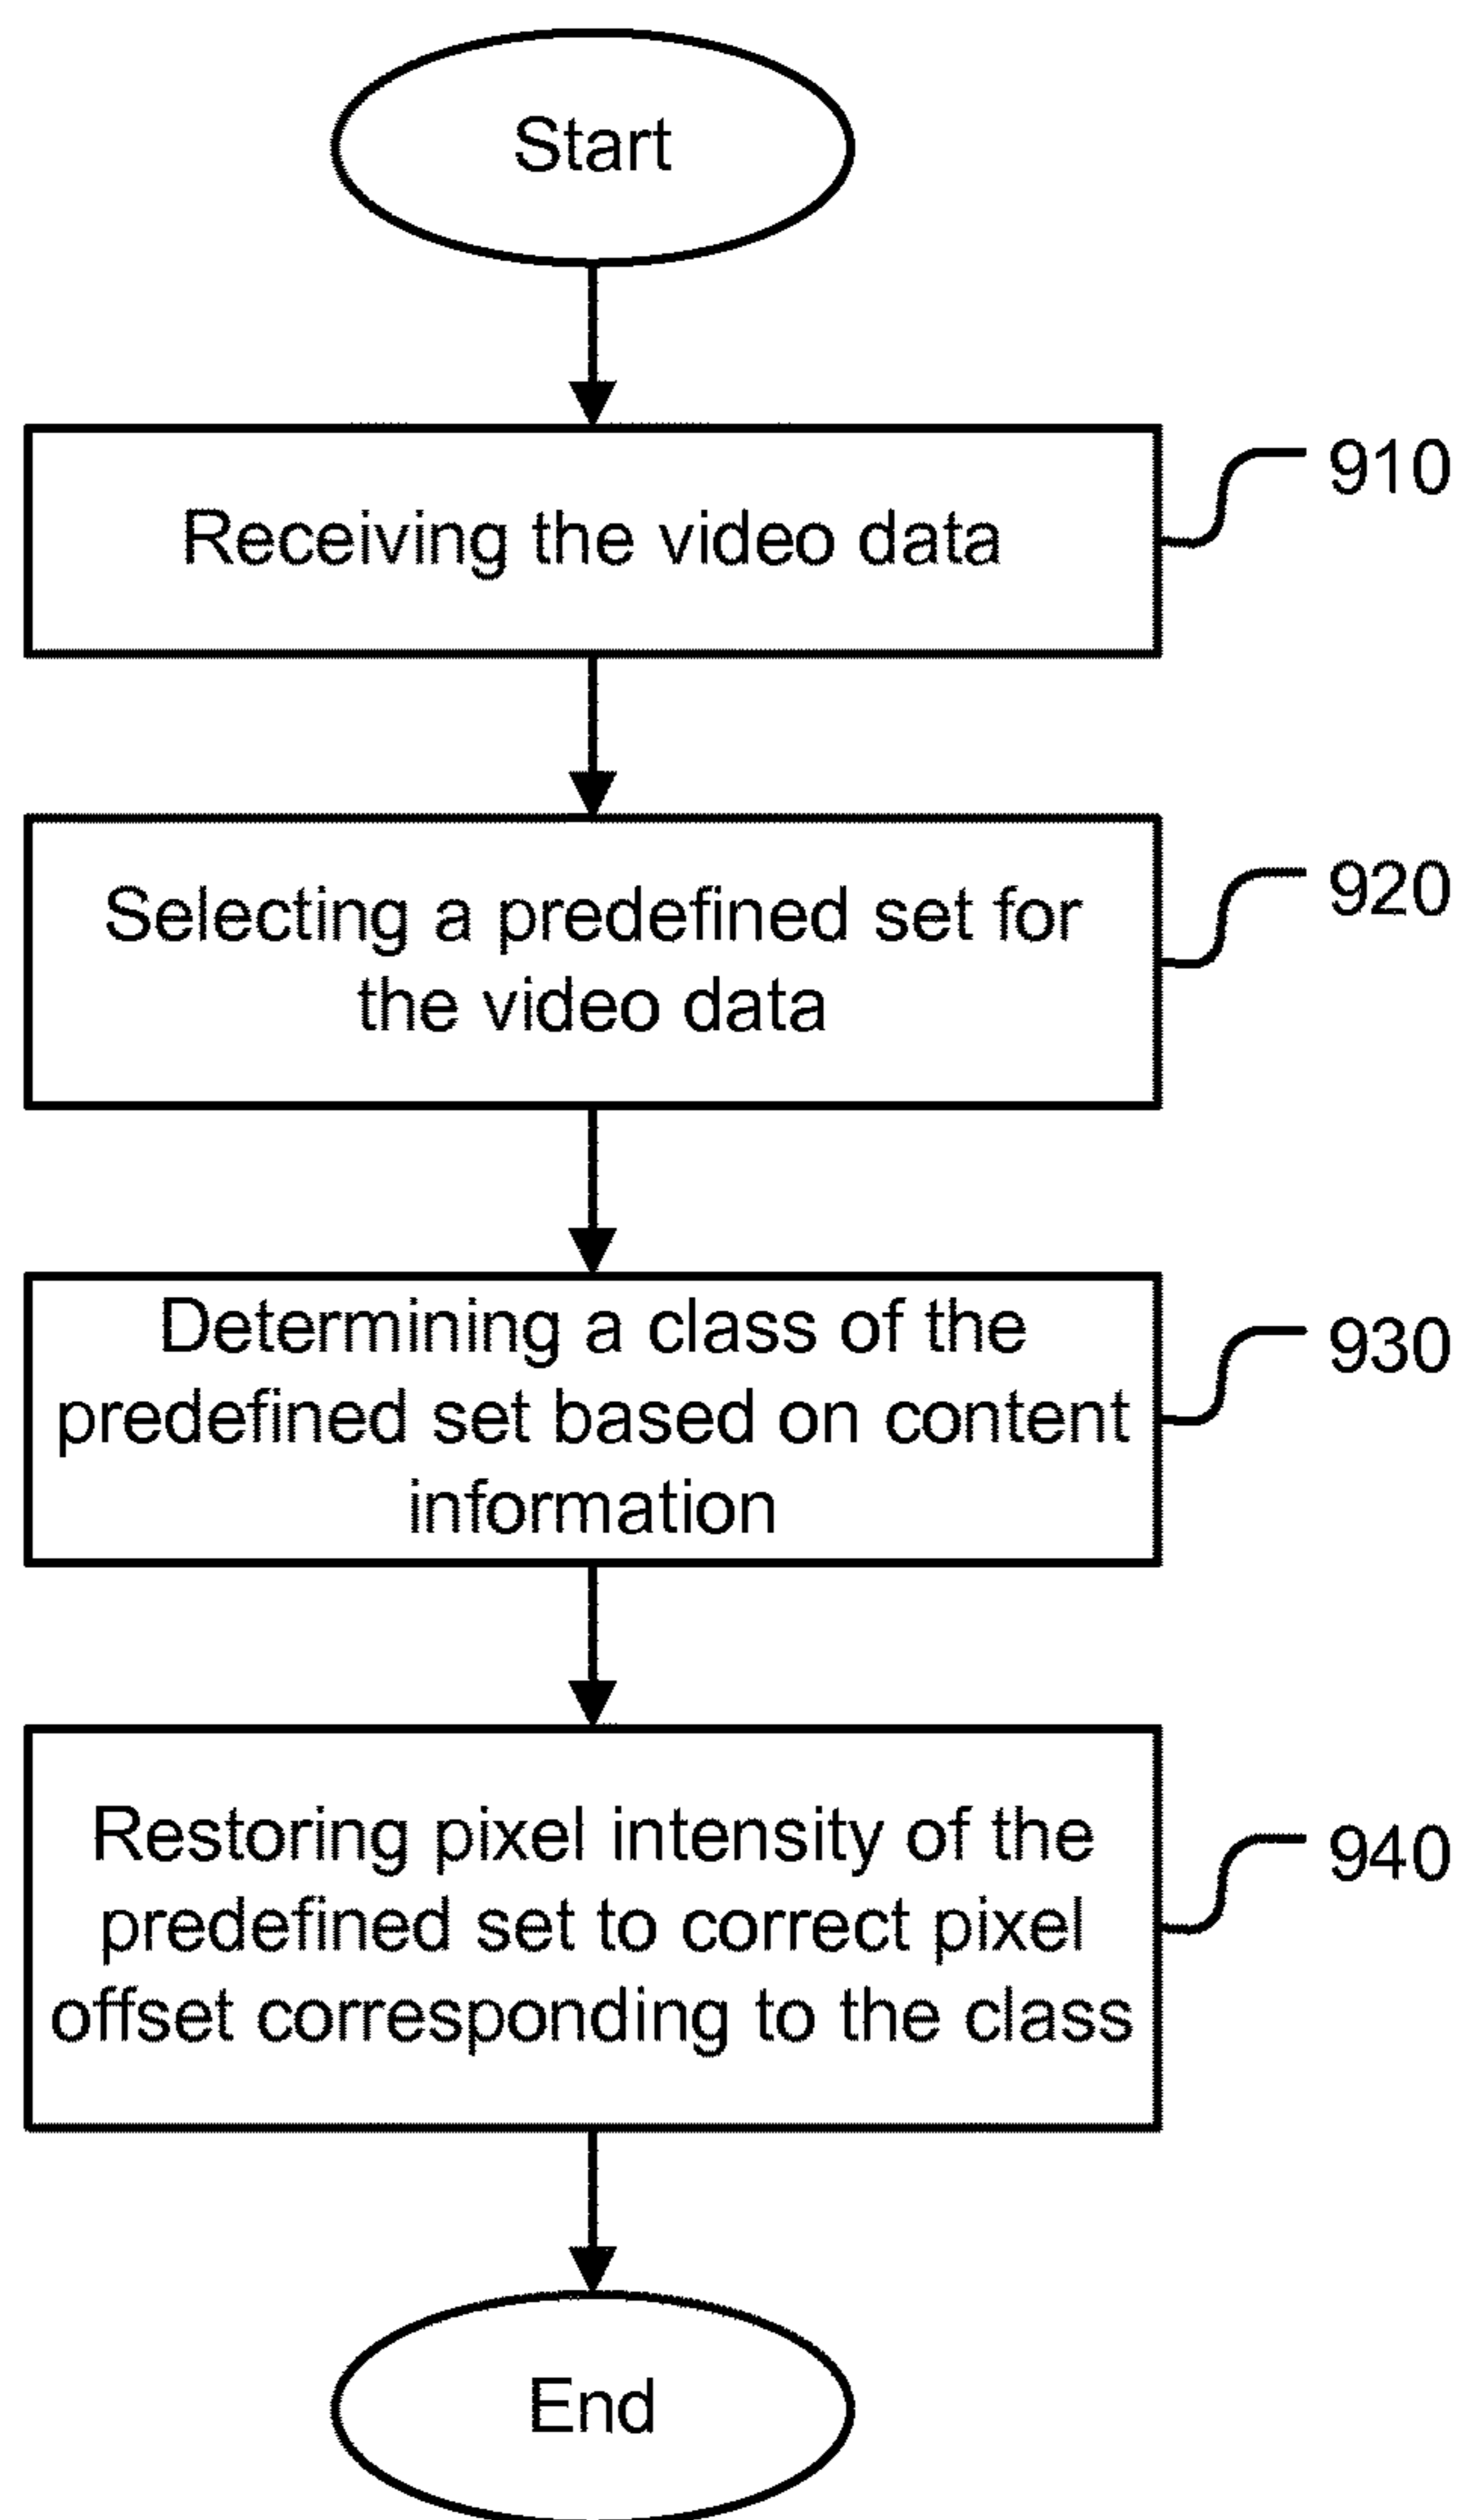 Start
Receiving the video data
910
Selecting a predefined set for
the video data
920
Determining a class of the
predefined set based on content
information
930
Restoring pixel intensity of the
predefined set to correct pixel
offset corresponding to the class
940
End